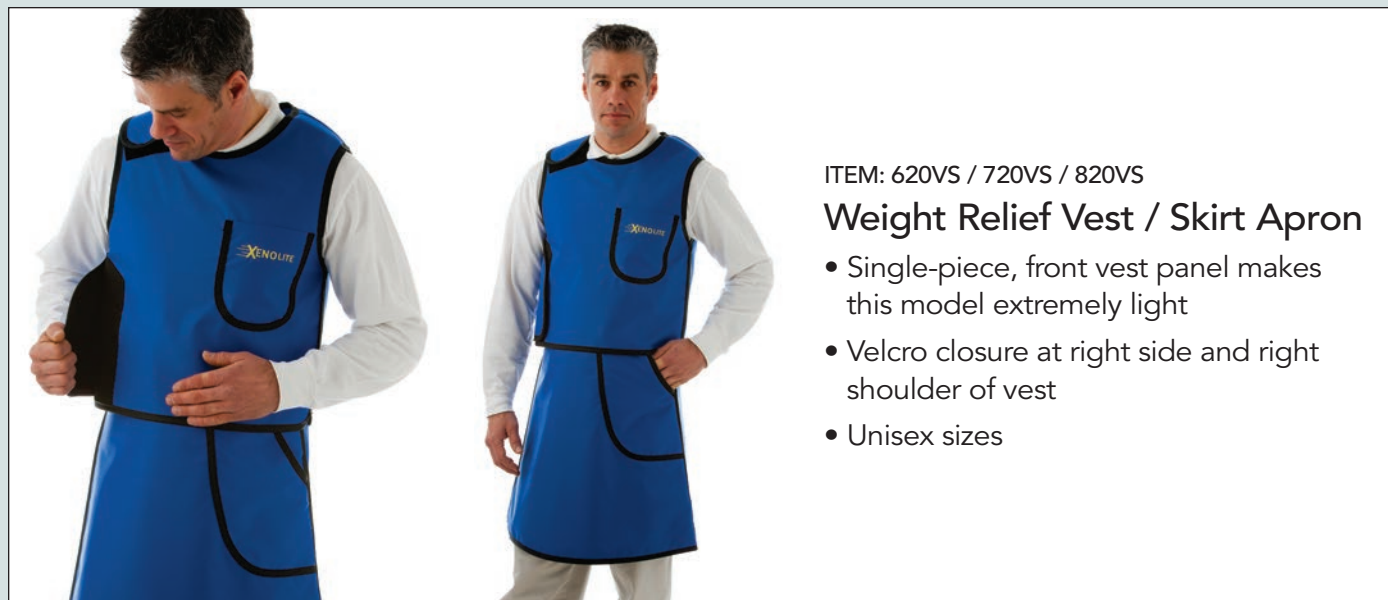 XENOLITE
XENOLITE
ITEM: 620VS / 720VS / 820VS
Weight Relief Vest / Skirt Apron
• Single-piece, front vest panel makes
this model extremely light
• Velcro closure at right side and right
shoulder of vest
• Unisex sizes